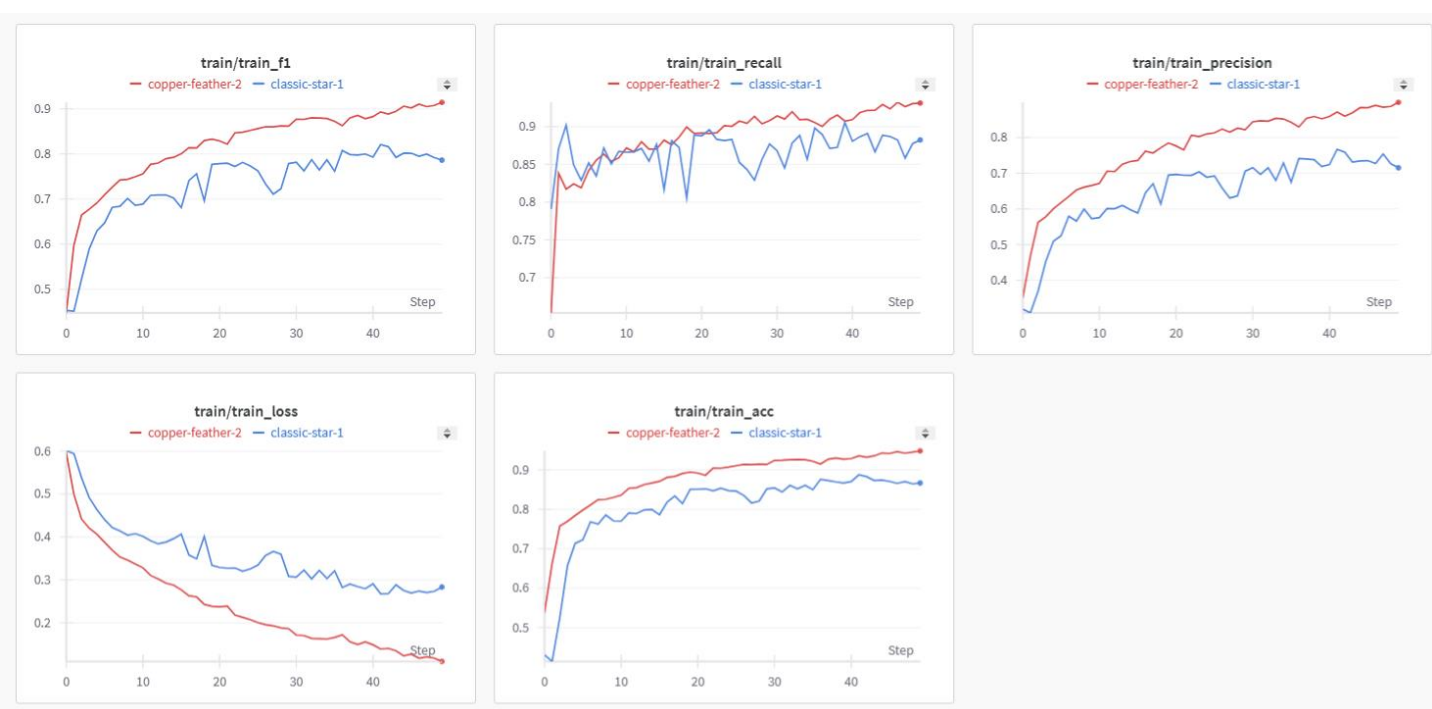 train/train_f1
copper-feather-2 classic-star-1
0.9
0.8
0.7
0.6
0.5
Step
0 10 20 30 40
train/train_recall
copper-feather-2 classic-star-1
0.9
0.85
0.8
0.75
0.7
Step
0 10 20 30 40
train/train_precision
copper-feather-2 classic-star-1
0.8
0.7
0.6
0.5
0.4
Step
0 10 20 30 40
train/train_loss
copper-feather-2 classic-star-1
0.6
0.5
0.4
0.3
0.2
Step
0 10 20 30 40
train/train_acc
copper-feather-2 classic-star-1
0.9
0.8
0.7
0.6
0.5
Step
0 10 20 30 40